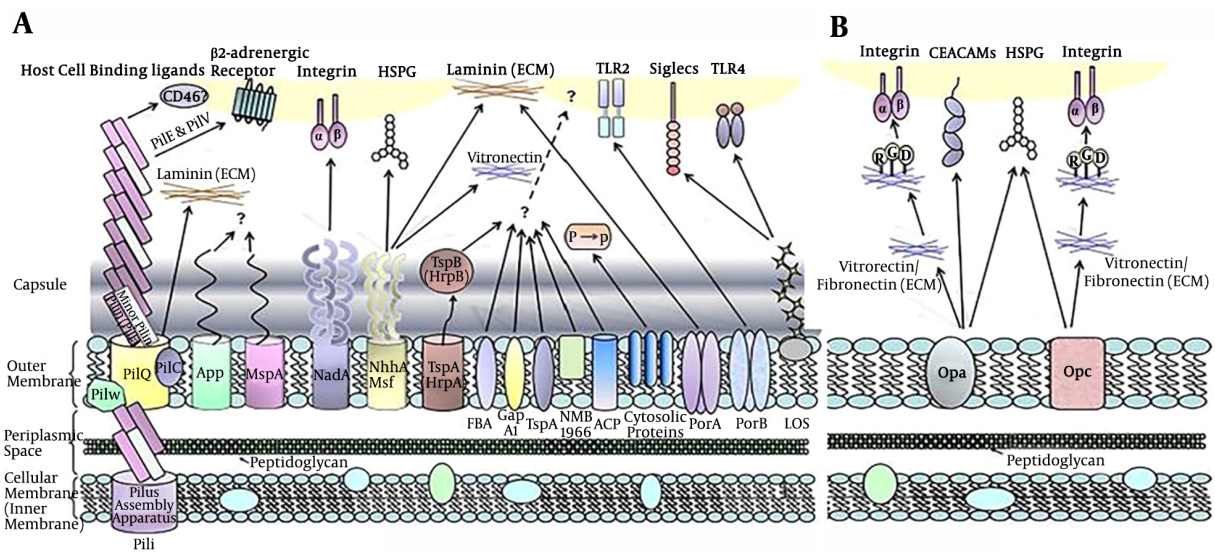 A
B
β2-adrenergic
Host Cell Binding ligands Receptor Integrin HSPG Laminin (ECM) TLR2 Siglecs TLR4
Integrin CEACAMs HSPG Integrin
CD46?
?
α β
α β
α β
PilE & PilV
Vitronectin
R G D
R G D
Laminin (ECM)
?
?
P → p
TspB
(HrpB)
Vitrorectin/
Fibronectin (ECM)
Vitronectin/
Fibronectin (ECM)
Capsule
Minor Pilin
Outer
Membrane
PilQ
PilC
App
MspA
NadA
NhhA
Msf
TspA
HrpA
Opa
Opc
Pilw
FBA
Gap
A1
TspA
NMB
1966
ACP
Cytosolic
Proteins
PorA
PorB
LOS
Periplasmic
Space
Peptidoglycan
Peptidoglycan
Cellular
Membrane
(Inner
Membrane)
Pilus
Assembly
Apparatus
Pili